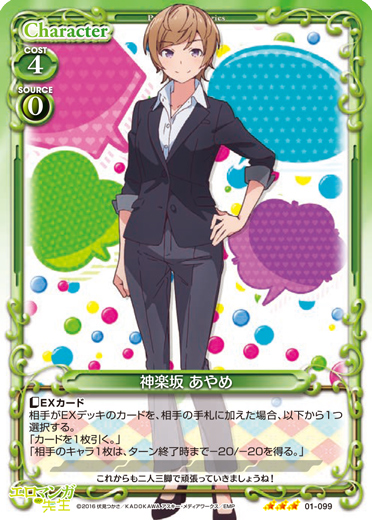 Character
COST
4
SOURCE
0
神楽坂 あやめ
EXカード
相手がEXデッキのカードを、相手の手札に加えた場合、以下から1つ
選択する。
「カードを1枚引く。」
「相手のキャラ1枚は、ターン終了時まで-20/-20を得る。」
これからも二人三脚で頑張っていきましょうね!
エロマンガ
先生
©2016 伏見つかさ/KADOKAWA アスキー・メディアワークス/EMP
01-099